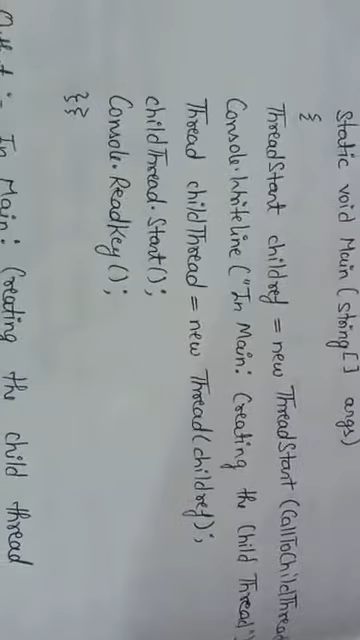 static void Main (string[] args)
{
ThreadStart childref = new ThreadStart (CallToChildThrea
Console.WriteLine ("In Main: Creating the Child Thread"
Thread childThread = new Thread(childref);
childThread.Start();
Console.ReadKey();
}}
In Main: Creating the child thread